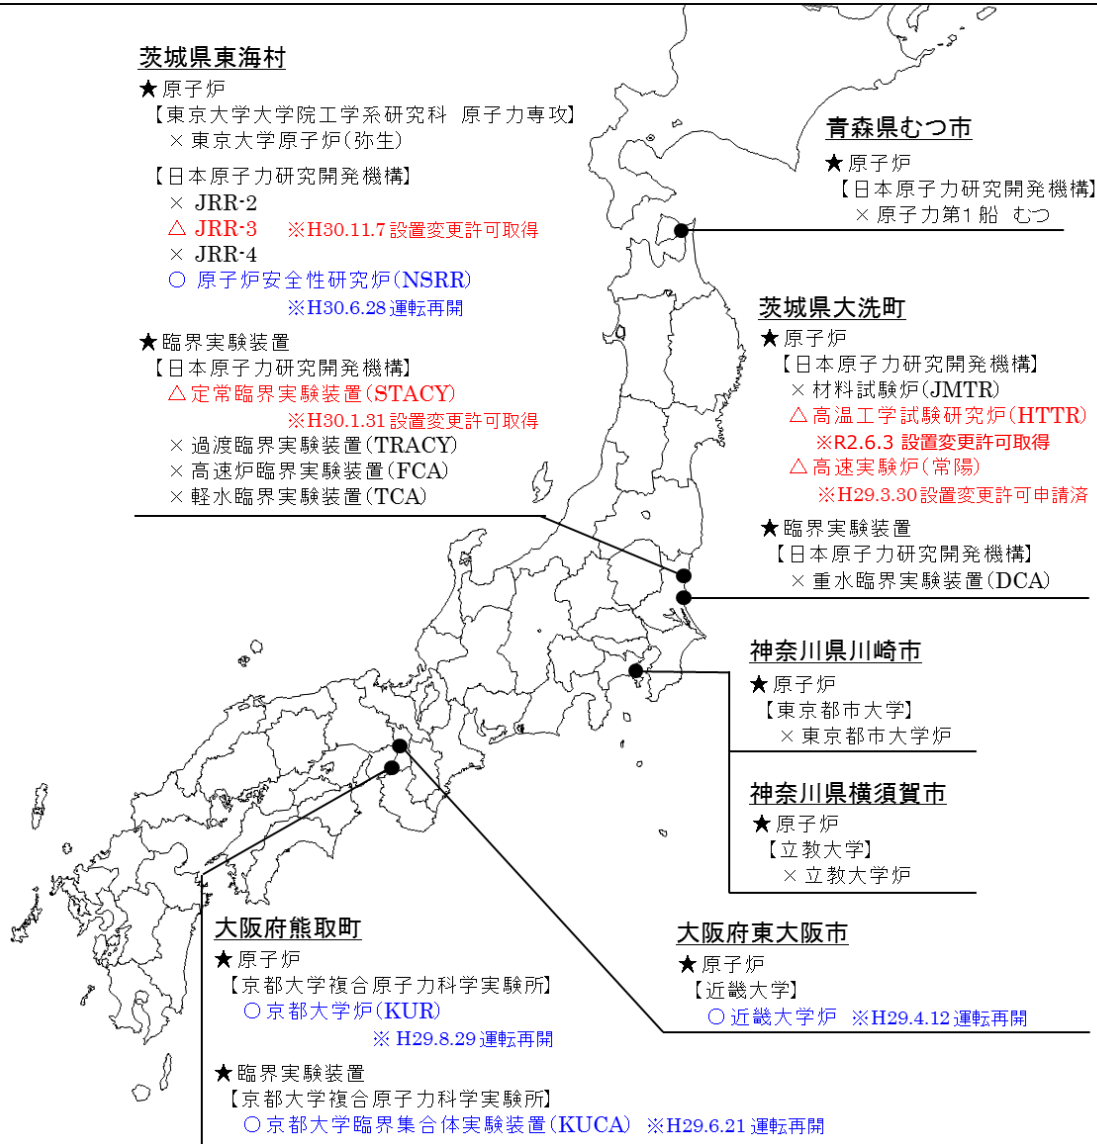 茨城県東海村
★原子炉
【東京大学大学院工学系研究科 原子力専攻】
× 東京大学原子炉(弥生)
【日本原子力研究開発機構】
× JRR-2
△ JRR-3 ※H30.11.7 設置変更許可取得
× JRR-4
○ 原子炉安全性研究炉(NSRR)
※H30.6.28 運転再開
★臨界実験装置
【日本原子力研究開発機構】
△定常臨界実験装置(STACY)
※H30.1.31 設置変更許可取得
×過渡臨界実験装置(TRACY)
×高速炉臨界実験装置(FCA)
×軽水臨界実験装置(TCA)
青森県むつ市
★原子炉
【日本原子力研究開発機構】
×原子力第1船 むつ
茨城県大洗町
★原子炉
【日本原子力研究開発機構】
×材料試験炉(JMTR)
△高温工学試験研究炉(HTTR)
※R2.6.3 設置変更許可取得
△高速実験炉(常陽)
※H29.3.30 設置変更許可申請済
★臨界実験装置
【日本原子力研究開発機構】
×重水臨界実験装置(DCA)
神奈川県川崎市
★原子炉
【東京都市大学】
×東京都市大学炉
神奈川県横須賀市
★原子炉
【立教大学】
×立教大学炉
大阪府熊取町
★原子炉
【京都大学複合原子力科学実験所】
○京都大学炉(KUR)
※ H29.8.29 運転再開
★臨界実験装置
【京都大学複合原子力科学実験所】
○京都大学臨界集合体実験装置(KUCA) ※H29.6.21 運転再開
大阪府東大阪市
★原子炉
【近畿大学】
○近畿大学炉 ※H29.4.12 運転再開